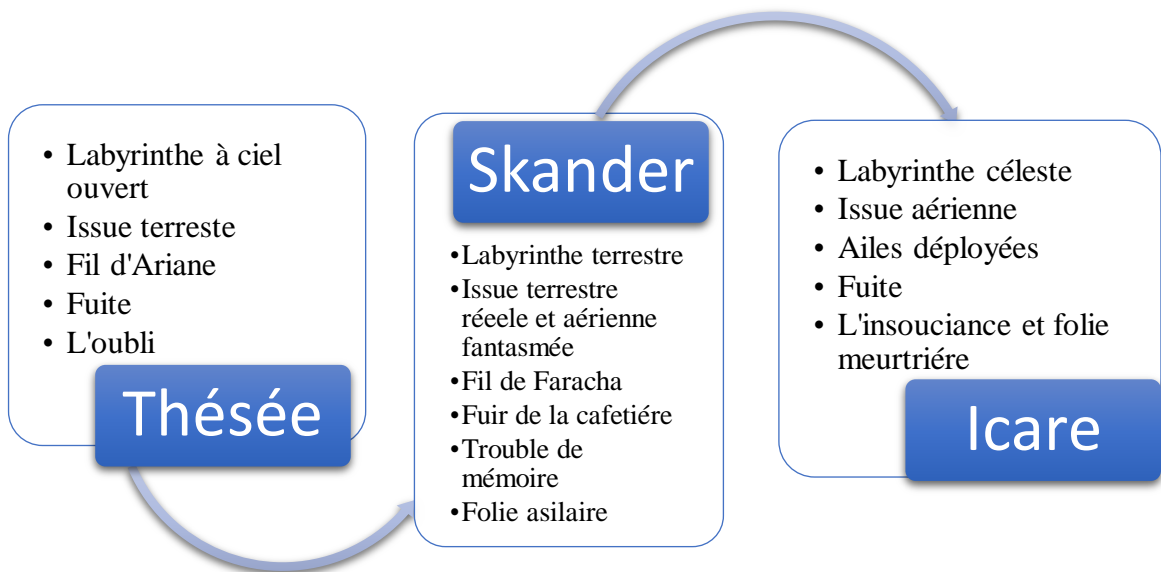 • Labyrinthe à ciel
ouvert
• Issue terreste
• Fil d'Ariane
• Fuite
• L'oubli
Thésée
Skander
•Labyrinthe terrestre
•Issue terrestre
réeele et aérienne
fantasmée
•Fil de Faracha
•Fuir de la cafetiére
•Trouble de
mémoire
•Folie asilaire
• Labyrinthe céleste
• Issue aérienne
• Ailes déployées
• Fuite
• L'insouciance et folie
meurtriére
Icare